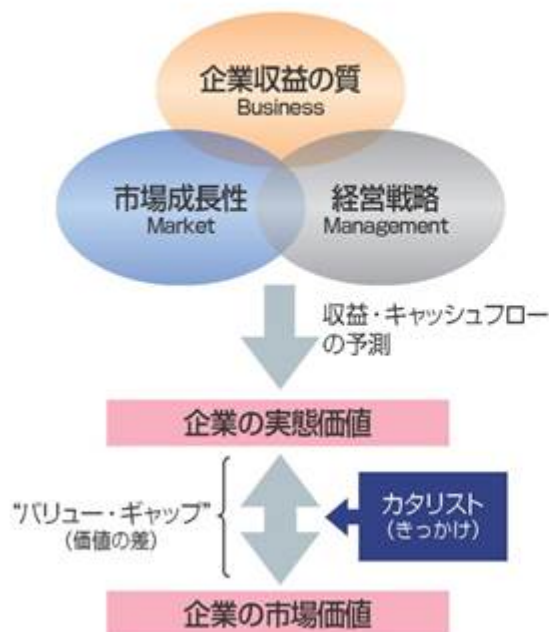 企業収益の質
Business
市場成長性
Market
経営戦略
Management
収益・キャッシュフロー
の予測
企業の実態価値
“バリュー・ギャップ”
(価値の差)
カタリスト
(きっかけ)
企業の市場価値